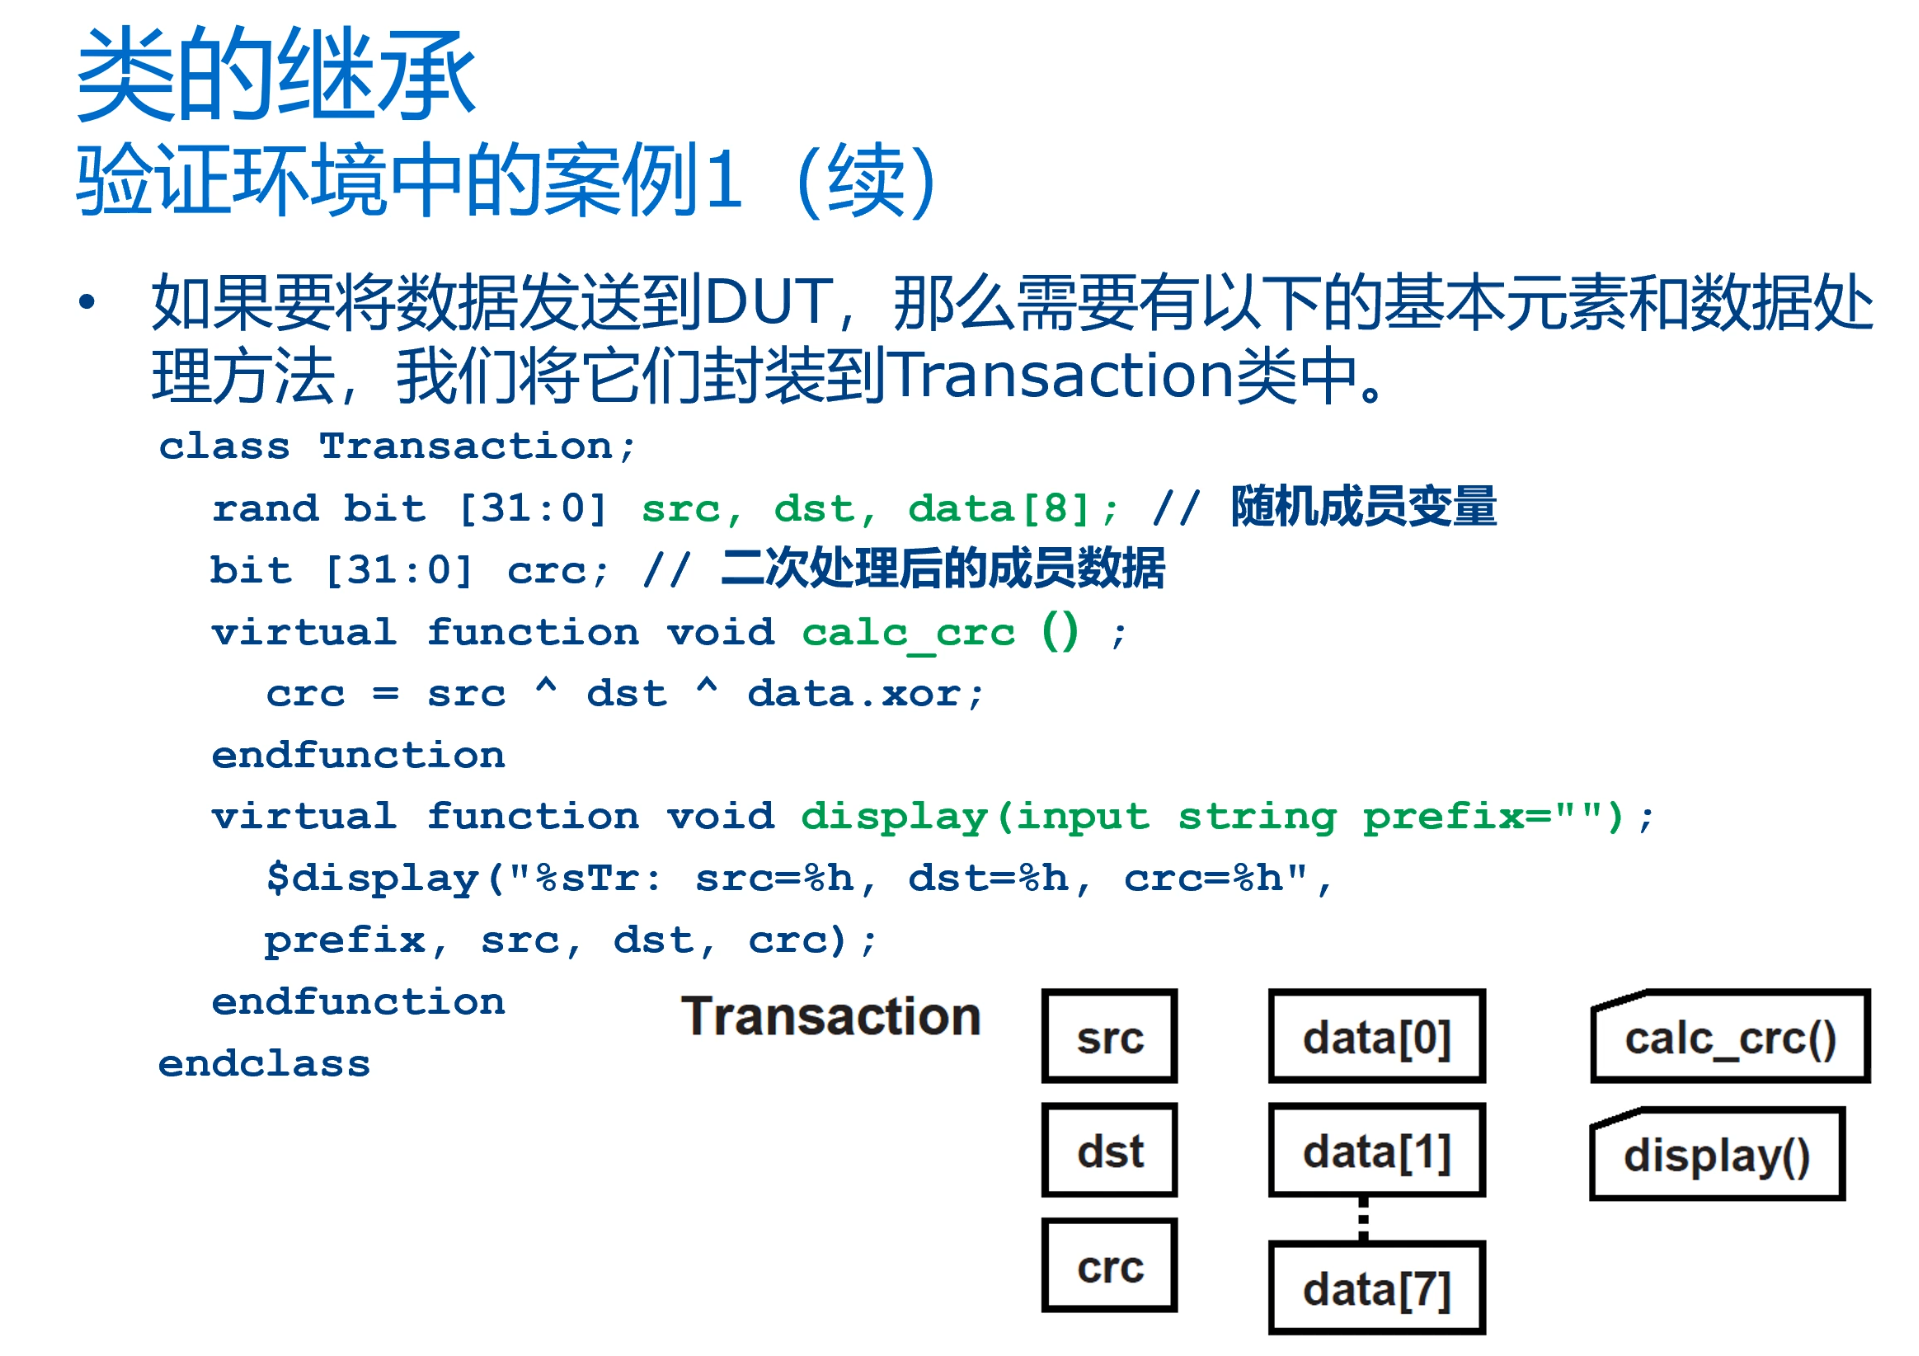 类的继承
验证环境中的案例1（续）
• 如果要将数据发送到DUT，那么需要有以下的基本元素和数据处
理方法，我们将它们封装到Transaction类中。
class Transaction;
rand bit [31:0] src, dst, data[8]; // 随机成员变量
bit [31:0] crc; // 二次处理后的成员数据
virtual function void calc_crc () ;
crc = src ^ dst ^ data.xor;
endfunction
virtual function void display(input string prefix="");
$display("%sTr: src=%h, dst=%h, crc=%h",
prefix, src, dst, crc);
endfunction
endclass
Transaction
src
data[0]
calc_crc()
dst
data[1]
display()
crc
data[7]